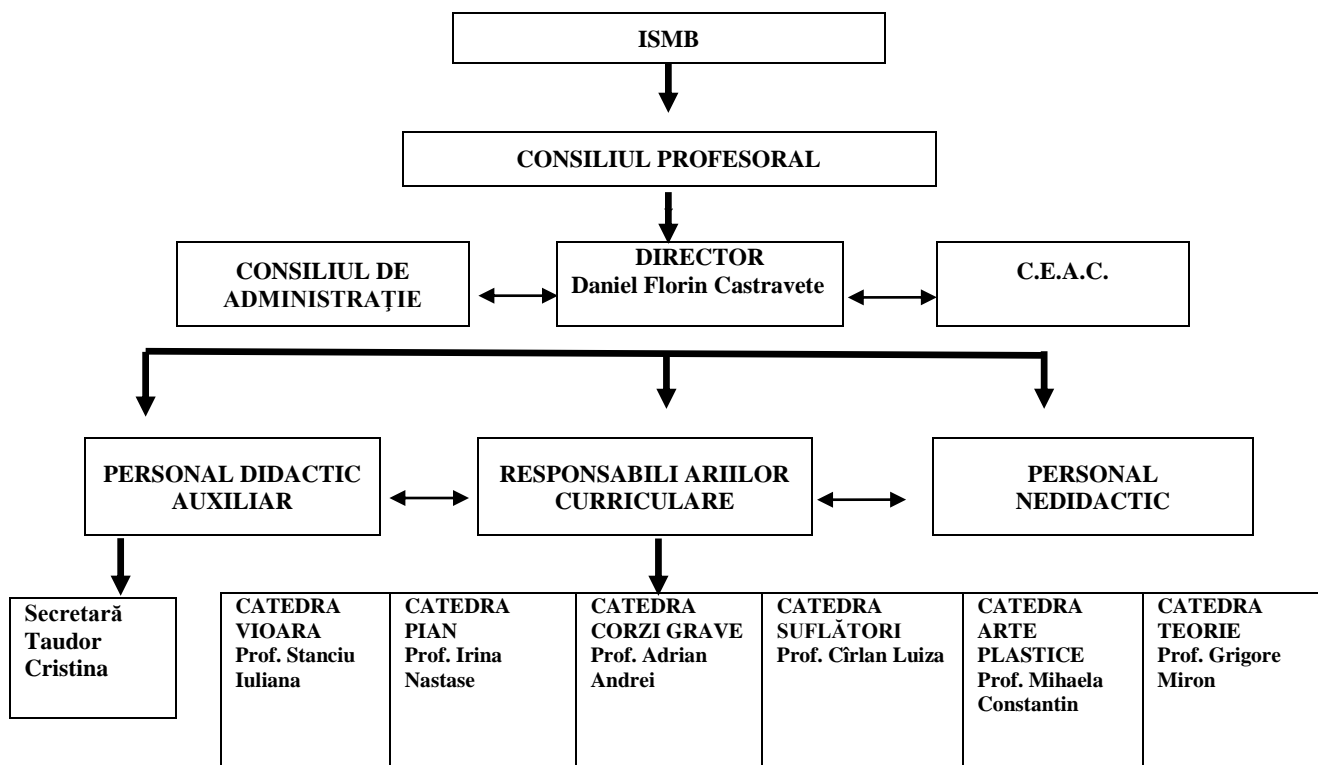 ISMB
CONSILIUL PROFESORAL
CONSILIUL DE
ADMINISTRAŢIE
DIRECTOR
Daniel Florin Castravete
C.E.A.C.
PERSONAL DIDACTIC
AUXILIAR
RESPONSABILI ARIILOR
CURRICULARE
PERSONAL
NEDIDACTIC
Secretară
Taudor
Cristina
CATEDRA
VIOARA
Prof. Stanciu
Iuliana
CATEDRA
PIAN
Prof. Irina
Nastase
CATEDRA
CORZI GRAVE
Prof. Adrian
Andrei
CATEDRA
SUFLĂTORI
Prof. Cîrlan Luiza
CATEDRA
ARTE
PLASTICE
Prof. Mihaela
Constantin
CATEDRA
TEORIE
Prof. Grigore
Miron